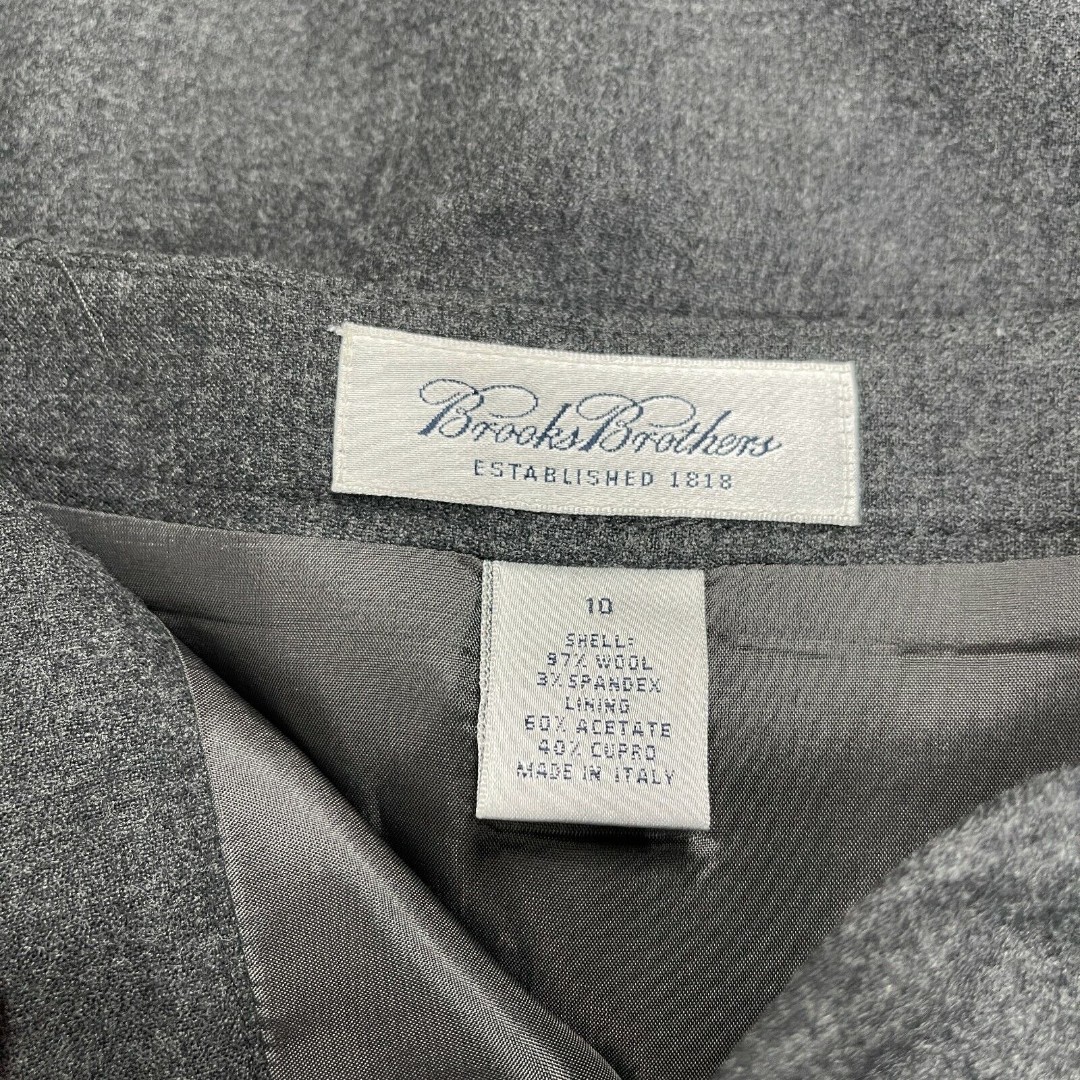 Brooks Brothers
ESTABLISHED 1818
10
SHELL:
97% WOOL
3% SPANDEX
LINING
60% ACETATE
40% CUPRO
MADE IN ITALY